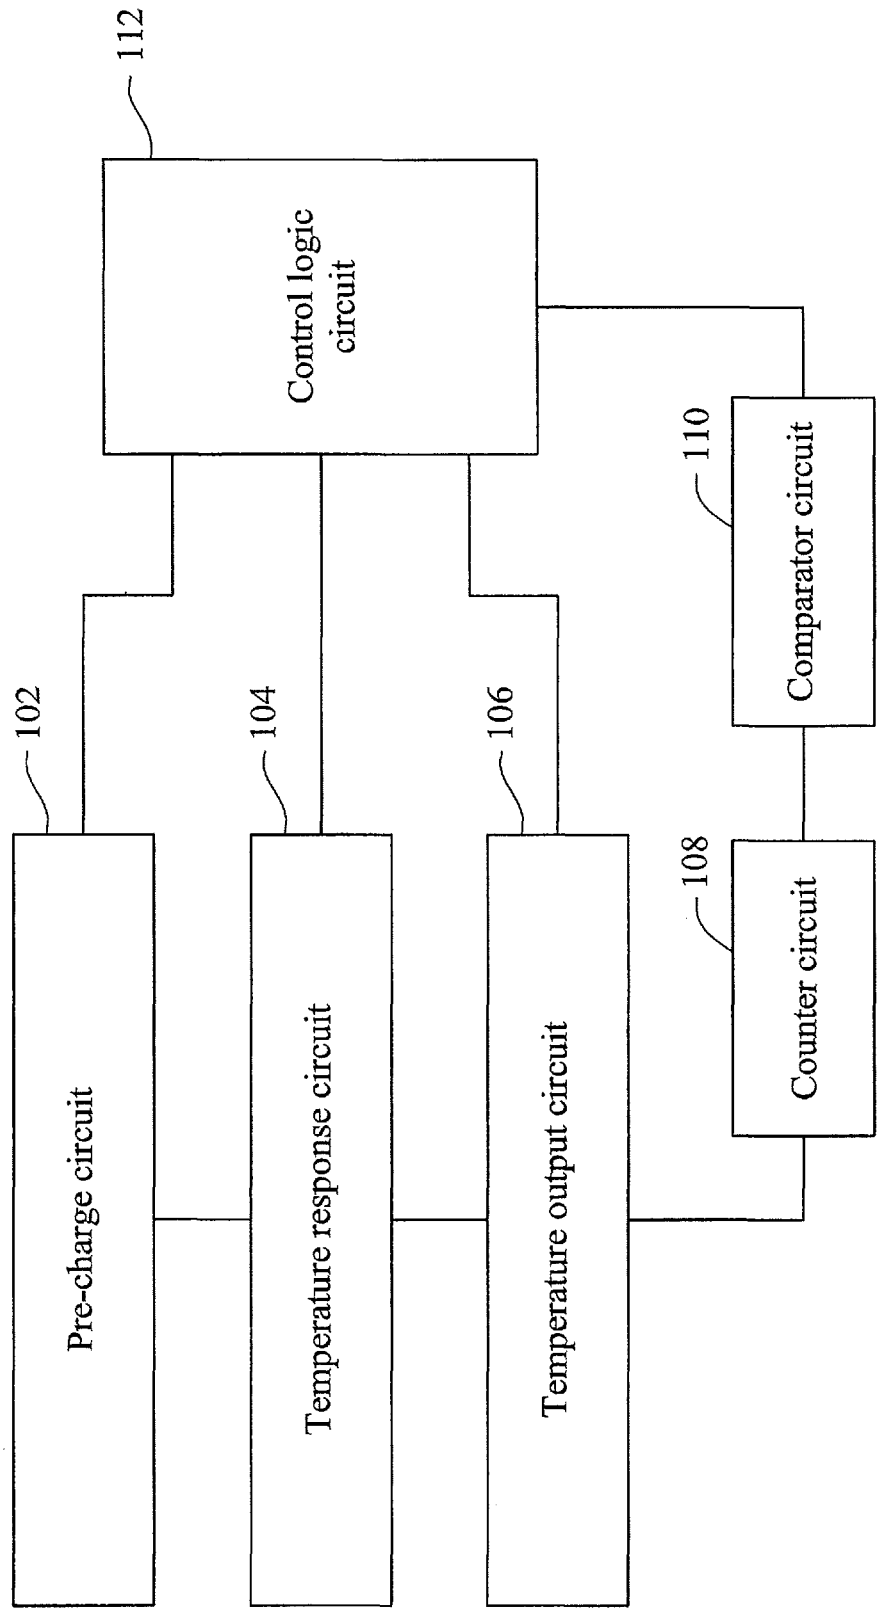 Pre-charge circuit
102
Temperature response circuit
104
Temperature output circuit
106
Control logic
circuit
112
Counter circuit
108
Comparator circuit
110